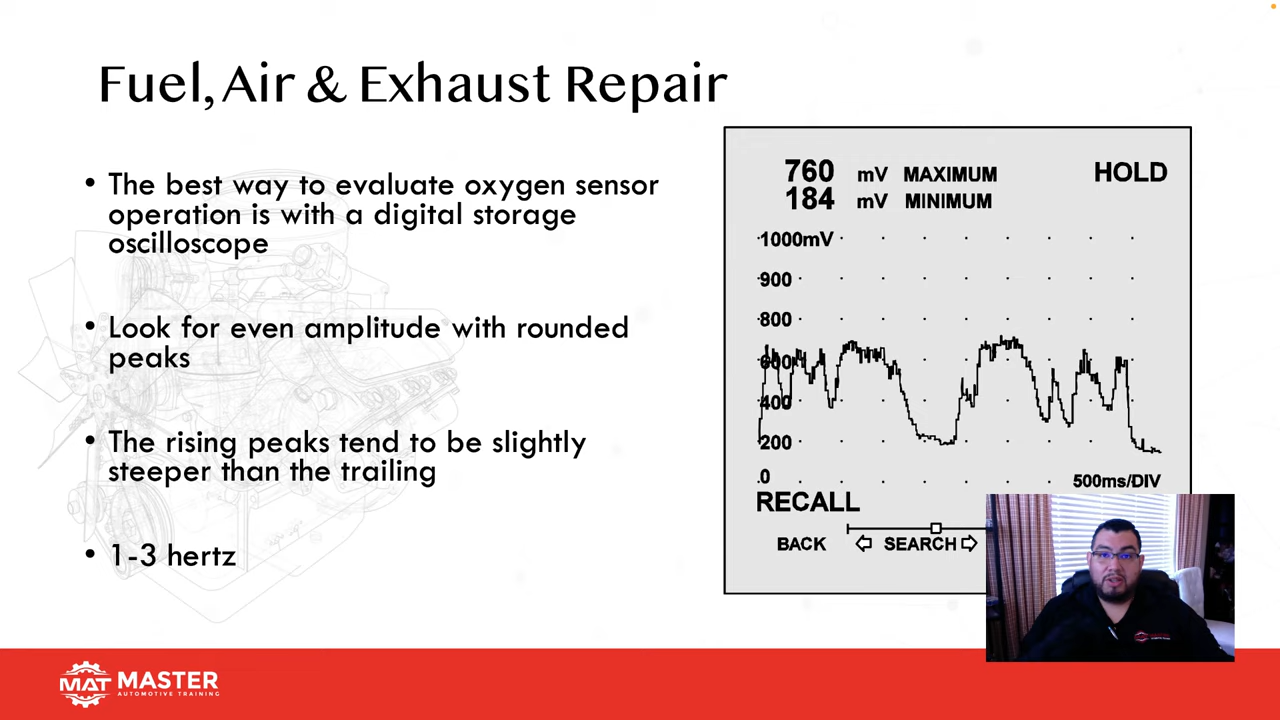 Fuel, Air & Exhaust Repair
• The best way to evaluate oxygen sensor
operation is with a digital storage
oscilloscope
• Look for even amplitude with rounded
peaks
• The rising peaks tend to be slightly
steeper than the trailing
• 1-3 hertz
760 mV MAXIMUM HOLD
184 mV MINIMUM
1000mV
900
800
600
400
200
0
500ms/DIV
RECALL
BACK SEARCH
MAT MASTER
AUTOMOTIVE TRAINING